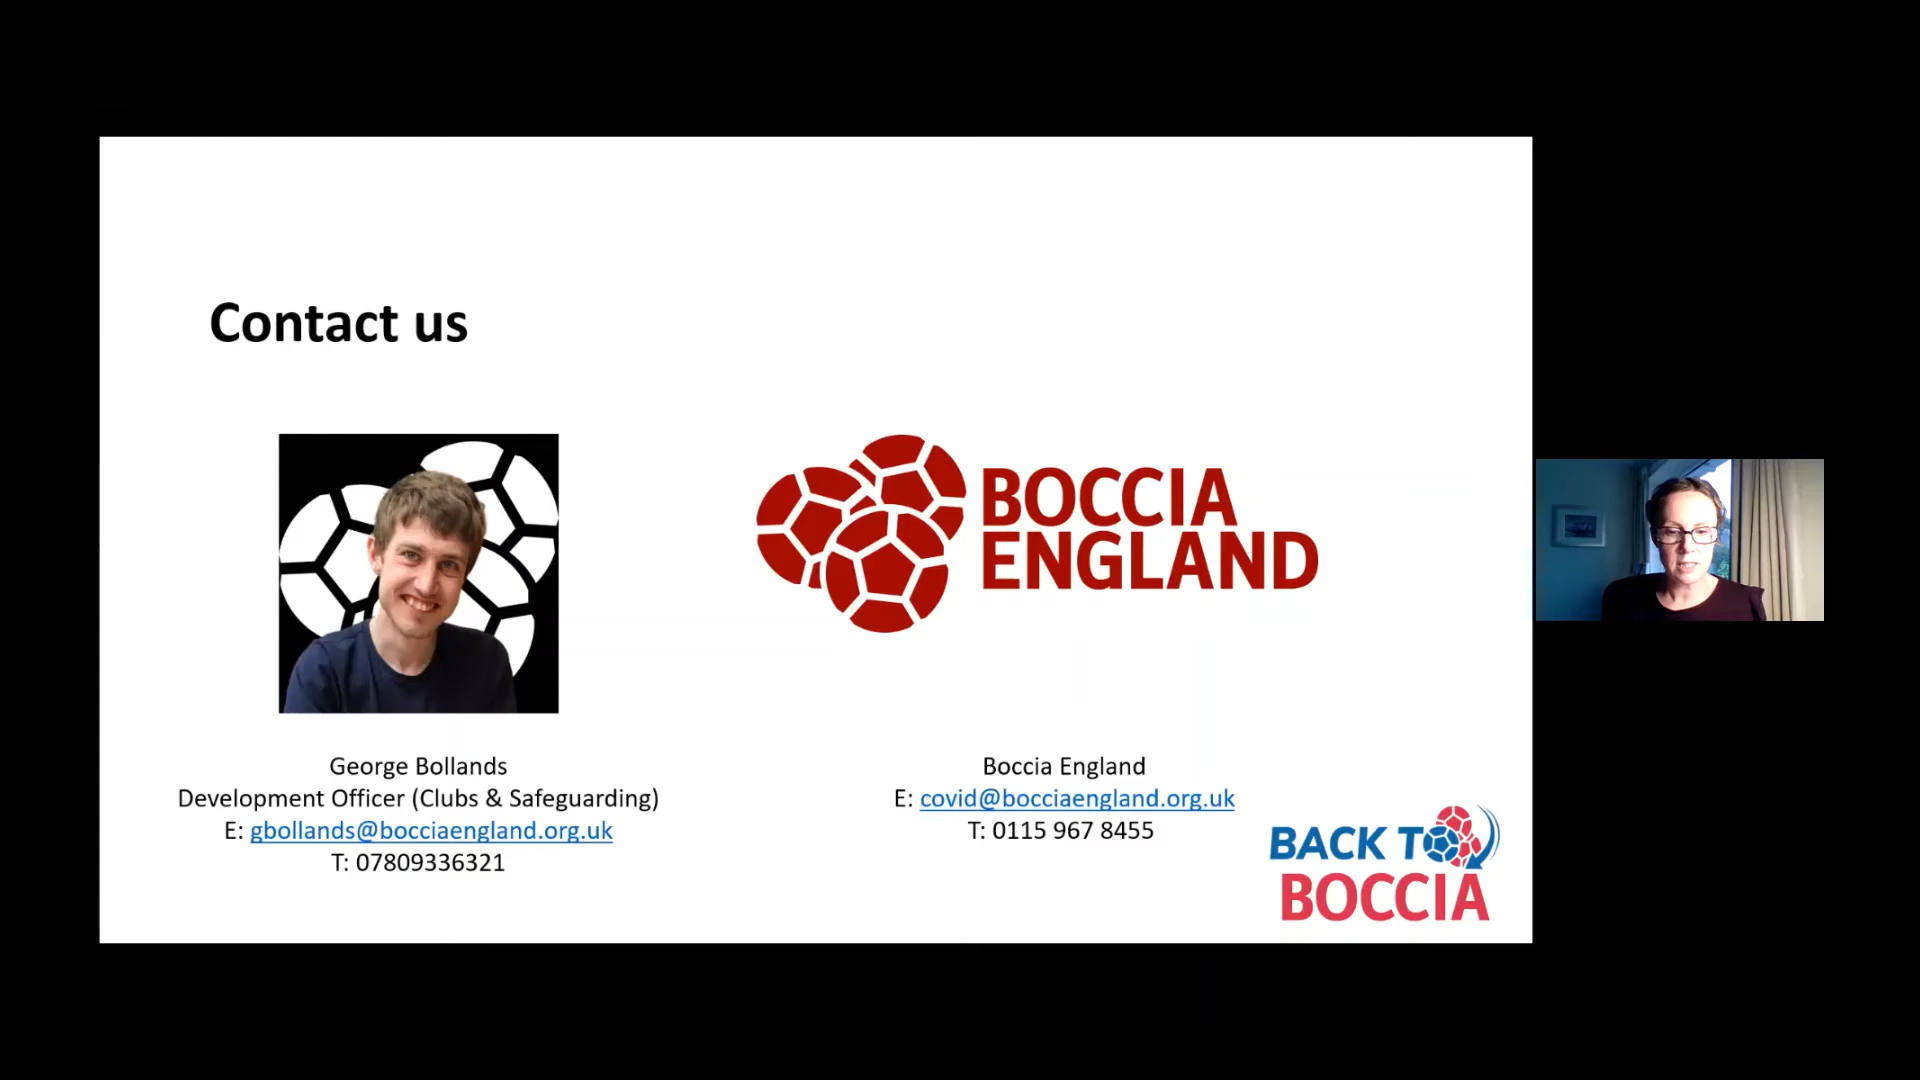 Contact us
BOCCIA
ENGLAND
George Bollands
Development Officer (Clubs & Safeguarding)
E: gbollands@bocciaengland.org.uk
T: 07809336321
Boccia England
E: covid@bocciaengland.org.uk
T: 0115 967 8455
BACK TO
BOCCIA